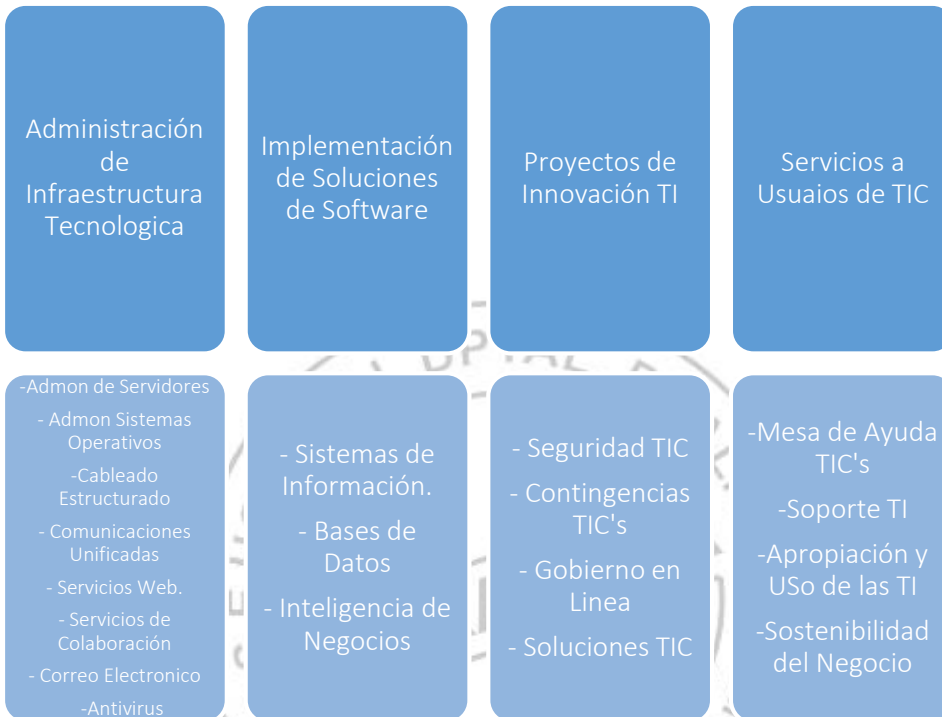 Administración
de
Infraestructura
Tecnologica
Implementación
de Soluciones
de Software
Proyectos de
Innovación TI
Servicios a
Usuaios de TIC
-Admon de Servidores
- Admon Sistemas
Operativos
-Cableado
Estructurado
- Comunicaciones
Unificadas
- Servicios Web.
- Servicios de
Colaboración
- Correo Electronico
-Antivirus
- Sistemas de
Información.
- Bases de
Datos
- Inteligencia de
Negocios
- Seguridad TIC
- Contingencias
TIC's
- Gobierno en
Linea
- Soluciones TIC
-Mesa de Ayuda
TIC's
-Soporte TI
-Apropiación y
USo de las TI
-Sostenibilidad
del Negocio